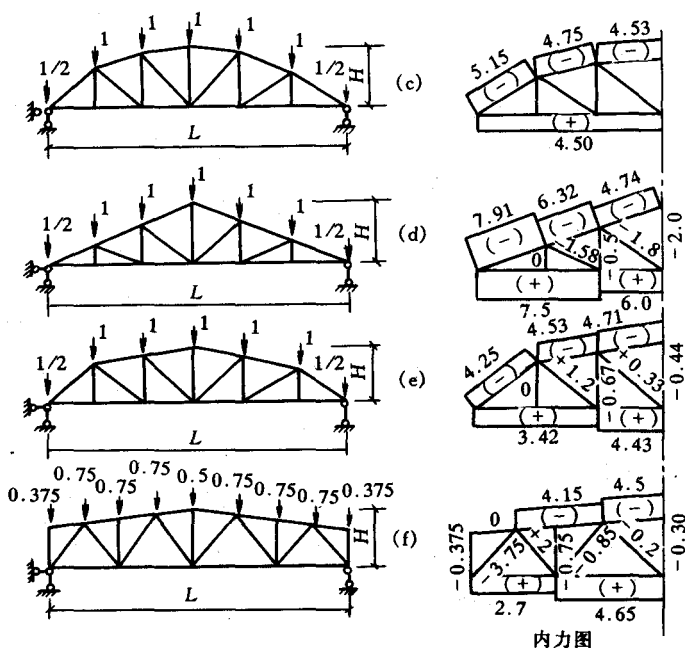 1/2 1 1 1 1 1 1/2
H
L
(c)
5.15 (-) 4.75 (-) 4.53 (-)
(+)
4.50
1/2 1 1 1 1 1 1/2
H
L
(d)
7.91 (-) 6.32 (-) 4.74 (-)
0 -1.58 -0.5 -1.8 -2.0
(+) (+)
7.5 6.0
1/2 1 1 1 1 1 1/2
H
L
(e)
4.25 (-) 4.53 (-) 4.71 (-)
0 +1.2 -0.67 +0.33 -0.44
(+) (+)
3.42 4.43
0.375 0.75 0.75 0.75 0.5 0.75 0.75 0.75 0.375
H
L
(f)
0 4.15 (-) 4.5 (-)
-0.375 -3.75 +2 -0.75 -0.85 -0.2 -0.30
(+) (+)
2.7 4.65
内力图